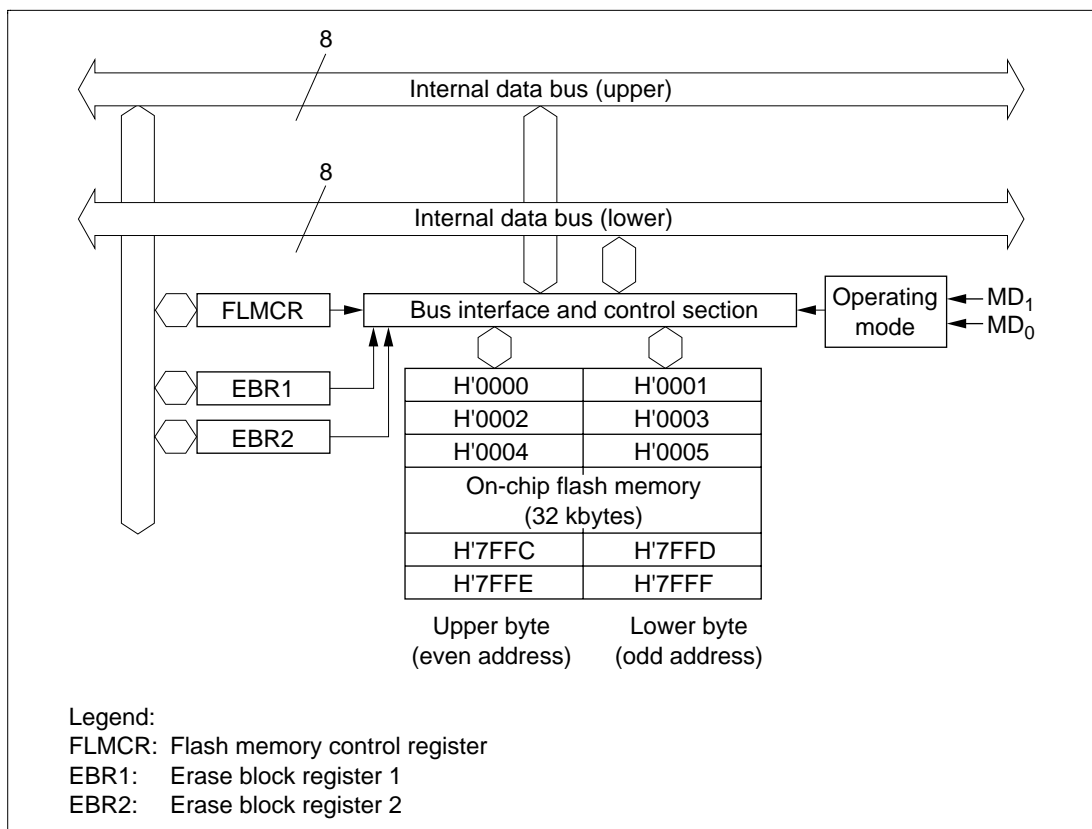 8
Internal data bus (upper)
8
Internal data bus (lower)
FLMCR
Bus interface and control section
Operating
mode
MD1
MD0
EBR1
EBR2
H'0000 H'0001
H'0002 H'0003
H'0004 H'0005
On-chip flash memory
(32 kbytes)
H'7FFC H'7FFD
H'7FFE H'7FFF
Upper byte
(even address)
Lower byte
(odd address)
Legend:
FLMCR: Flash memory control register
EBR1: Erase block register 1
EBR2: Erase block register 2